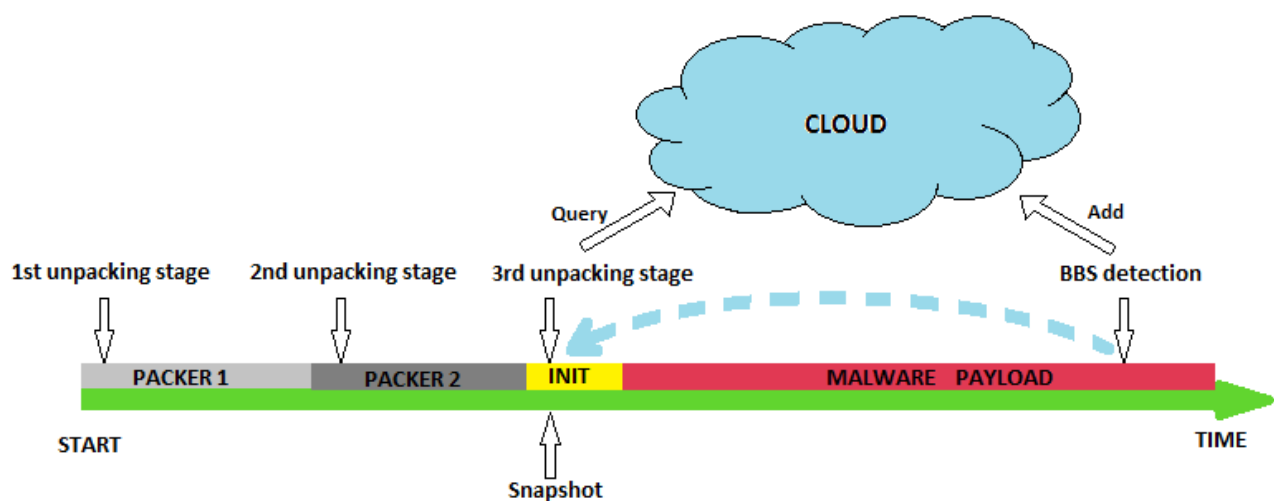 CLOUD
Query
Add
1st unpacking stage
2nd unpacking stage
3rd unpacking stage
BBS detection
PACKER 1
PACKER 2
INIT
MALWARE PAYLOAD
START
TIME
Snapshot